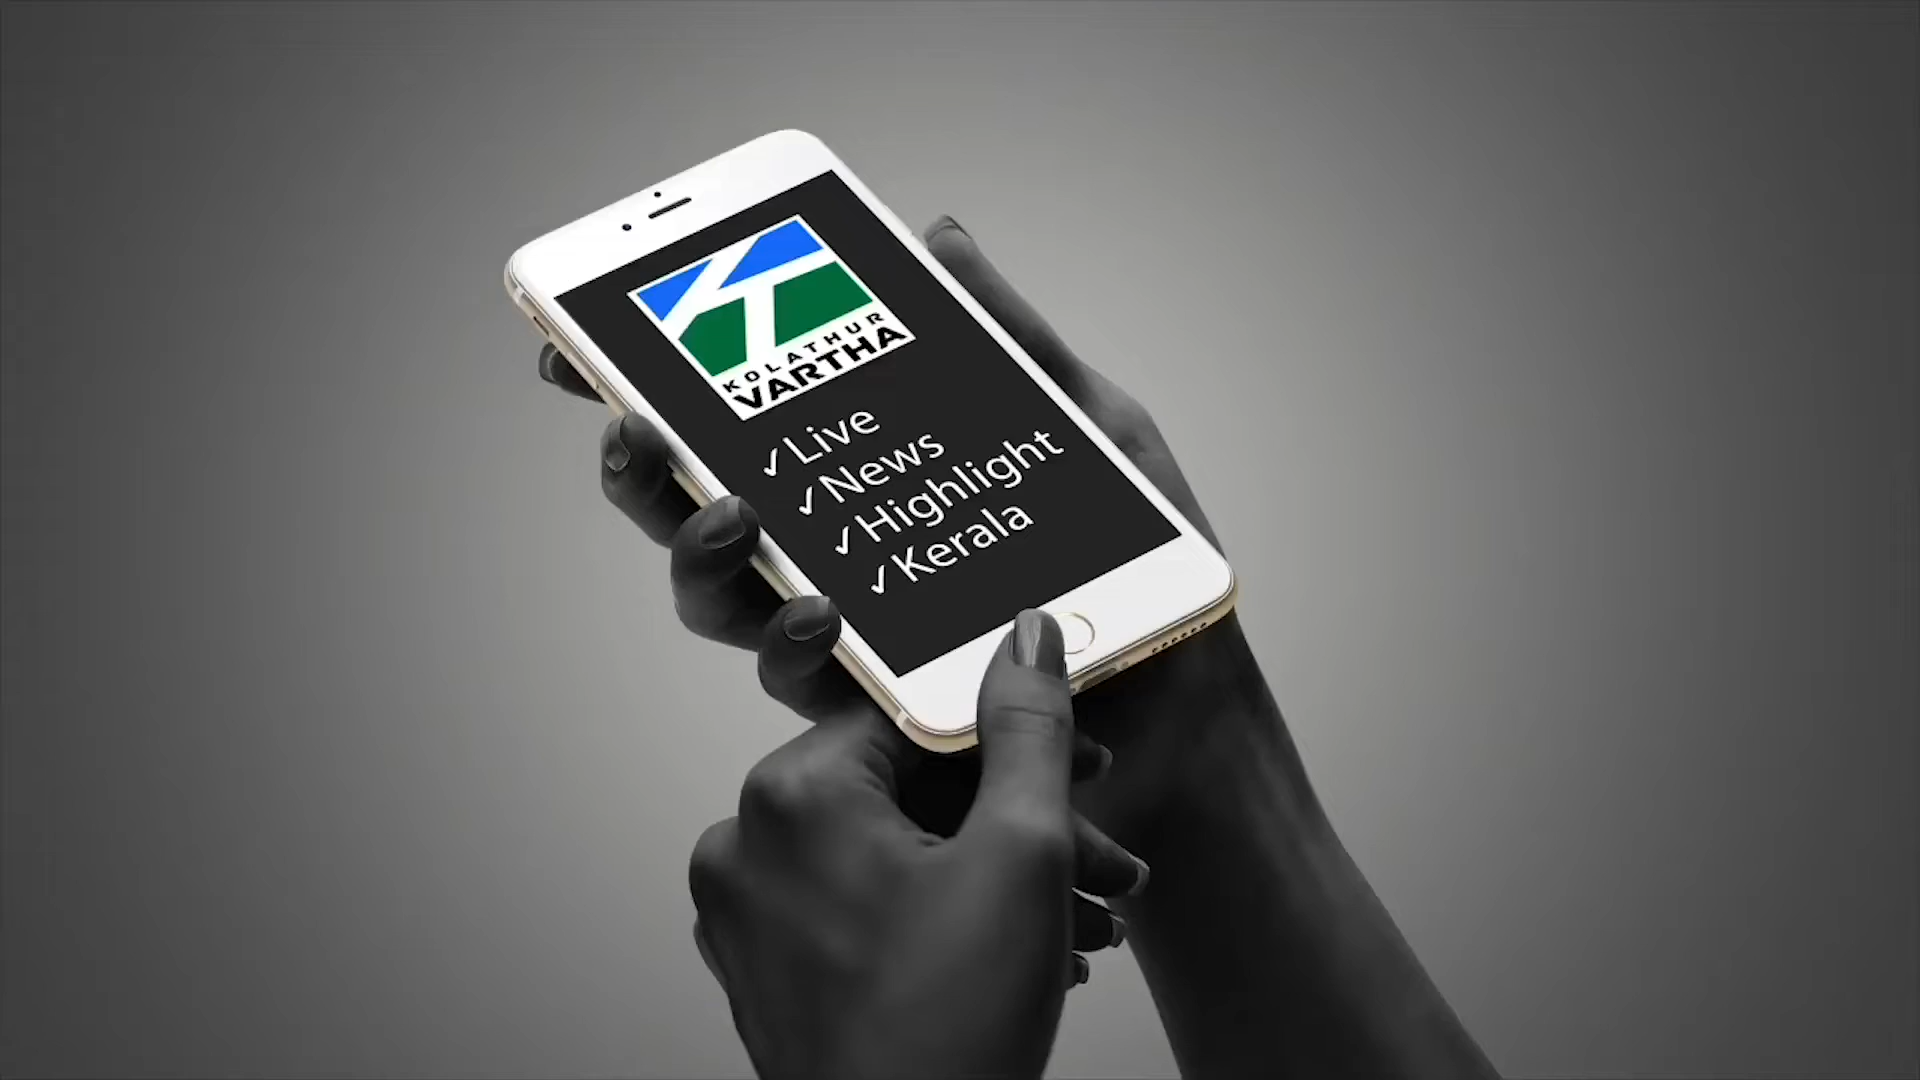 KOLATHUR
VARTHA
✓Live
✓News
✓Highlight
✓Kerala